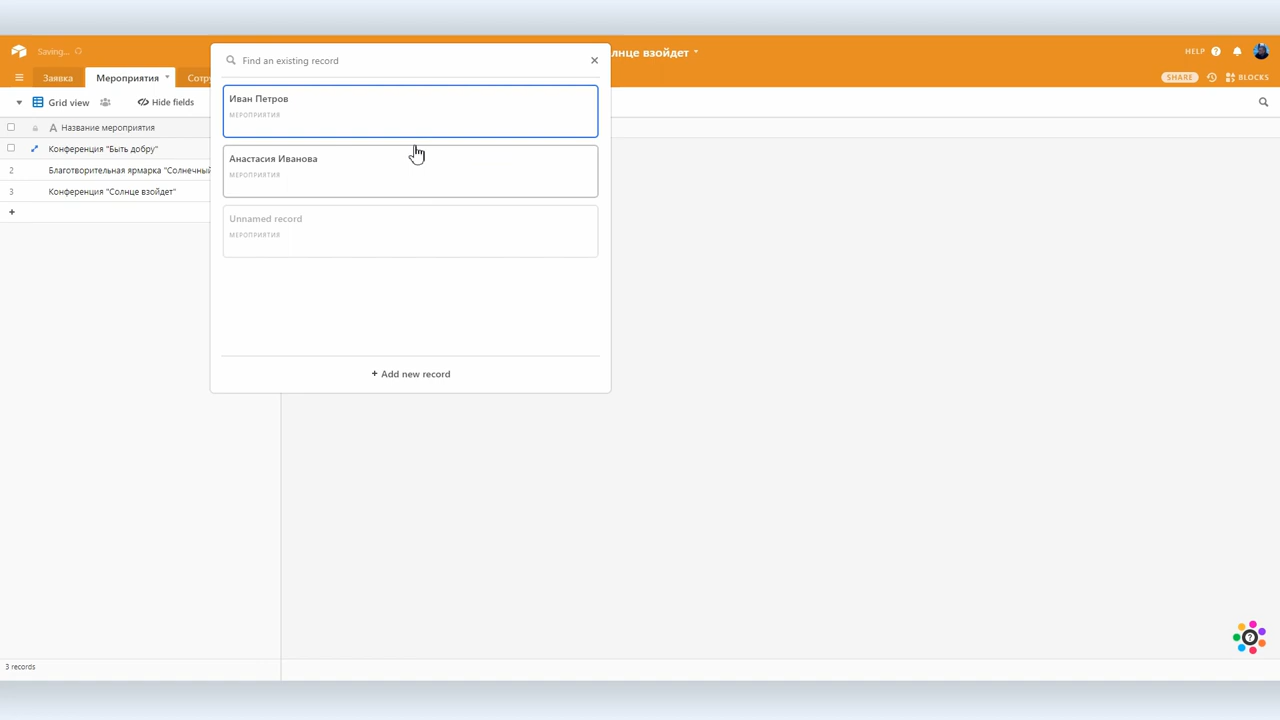 Saving...
лнце взойдет
HELP
Заявка
Мероприятия
Сотру
SHARE
BLOCKS
Grid view
Hide fields
A Название мероприятия
Конференция "Быть добру"
2 Благотворительная ярмарка "Солнечный
3 Конференция "Солнце взойдет"
+
3 records
Find an existing record
Иван Петров
МЕРОПРИЯТИЯ
Анастасия Иванова
МЕРОПРИЯТИЯ
Unnamed record
МЕРОПРИЯТИЯ
+ Add new record